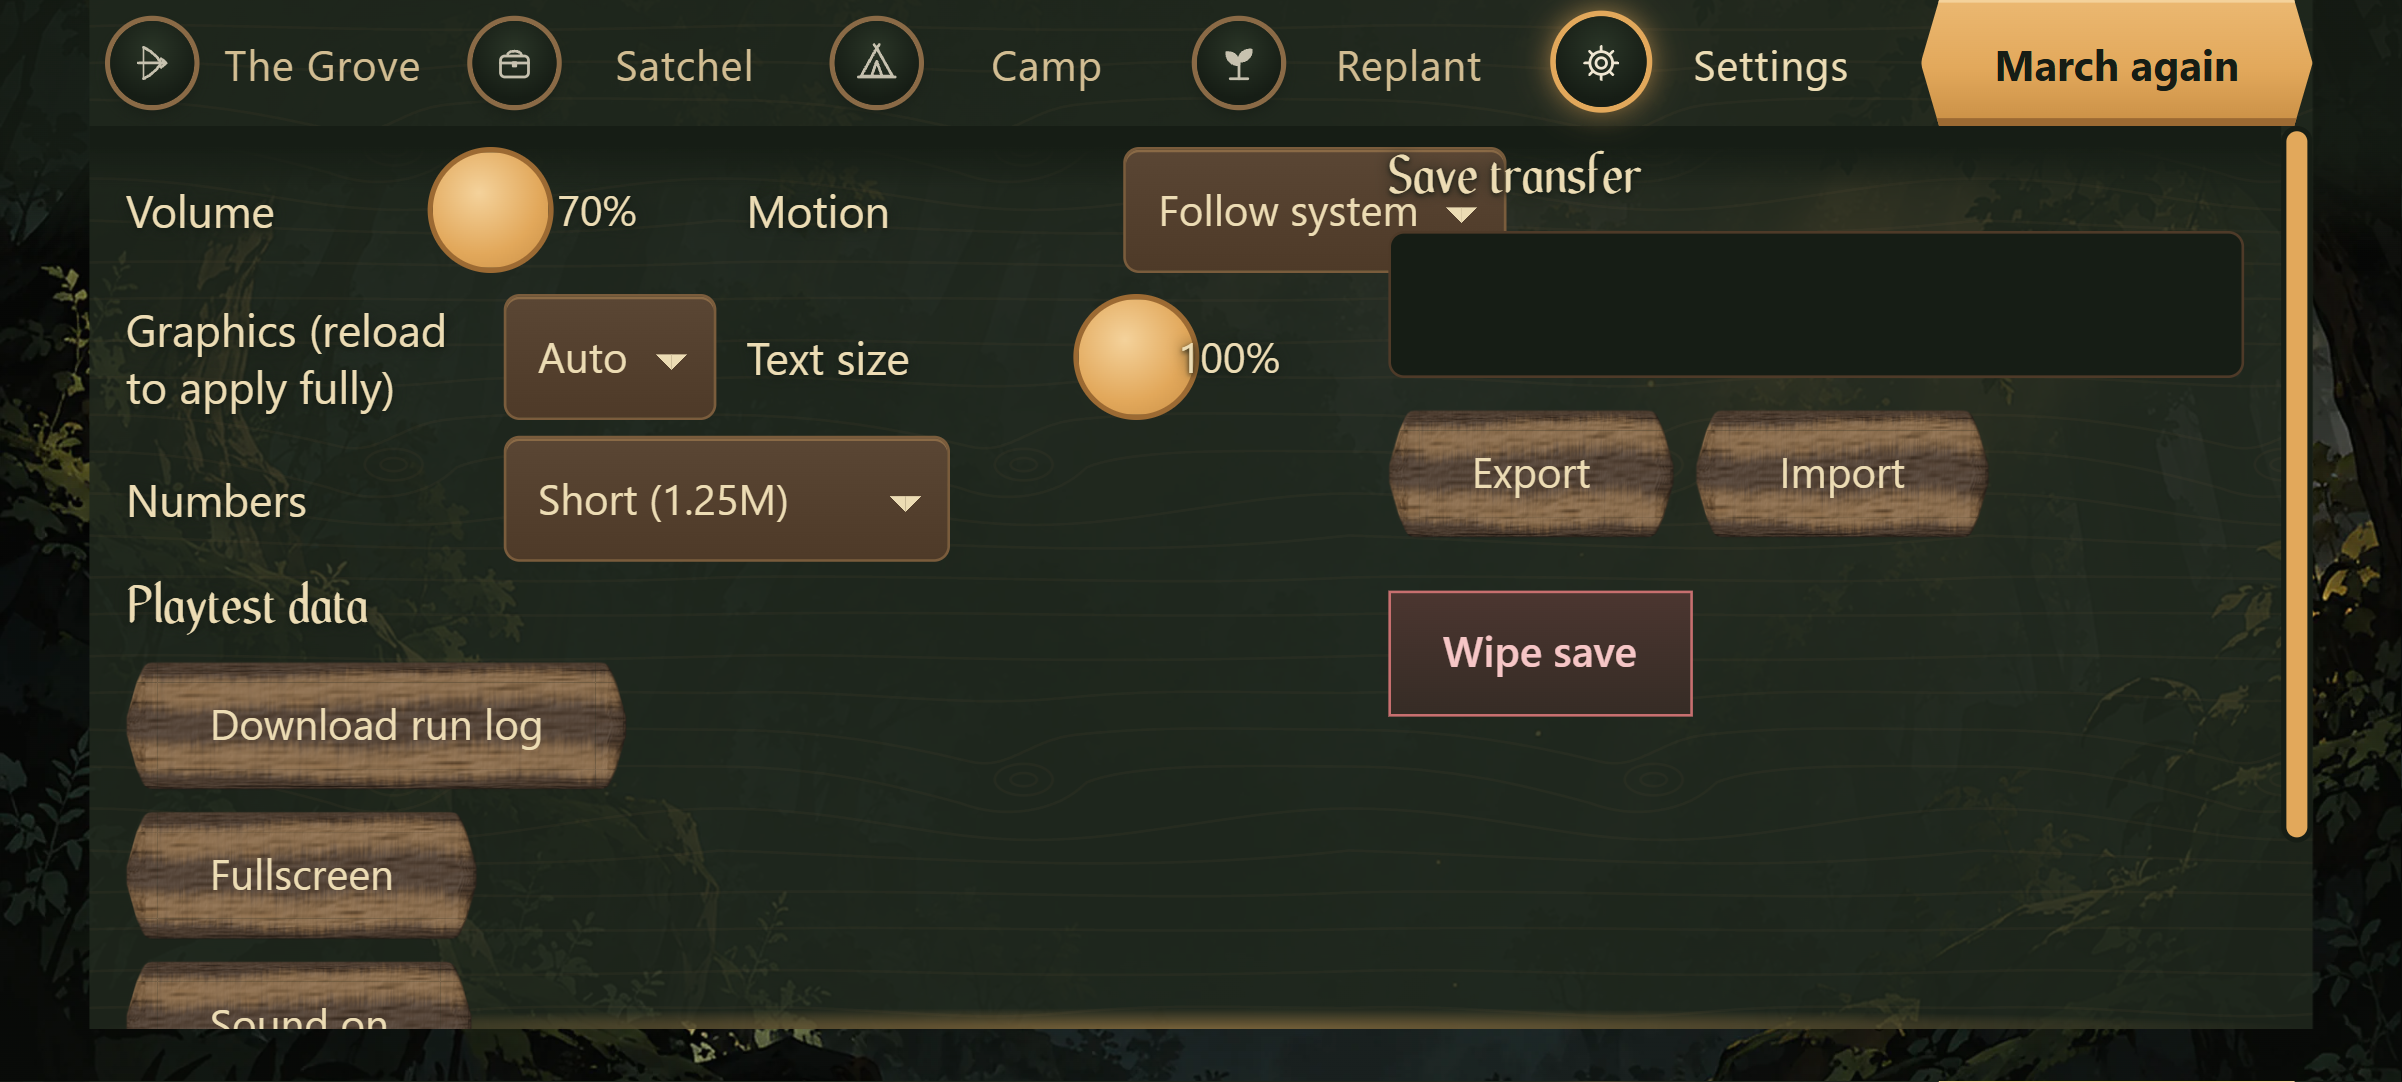 The Grove
Satchel
Camp
Replant
Settings
March again
Volume
70%
Motion
Follow system
Graphics (reload
to apply fully)
Auto
Text size
100%
Numbers
Short (1.25M)
Playtest data
Download run log
Fullscreen
Sound on
Save transfer
Export
Import
Wipe save